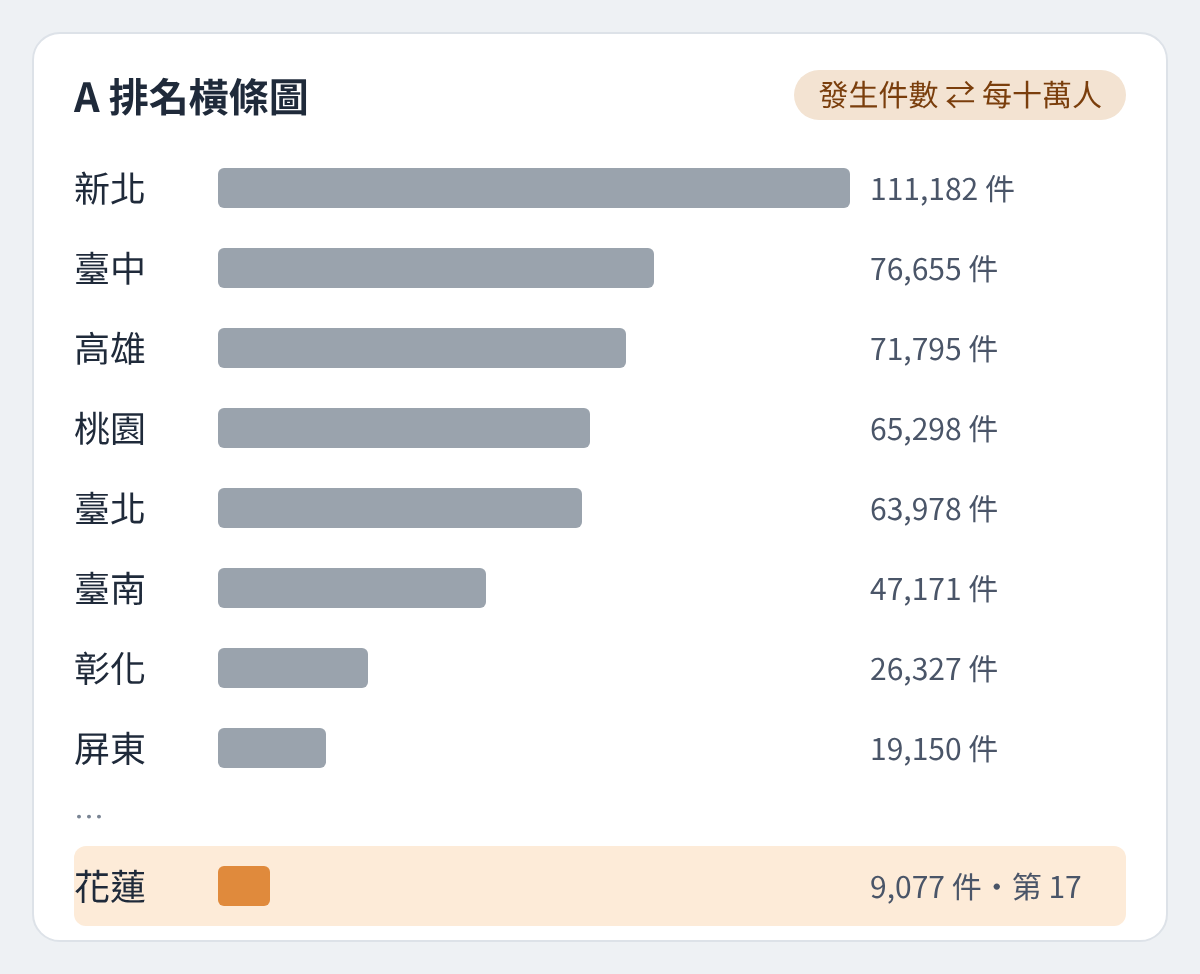 A 排名橫條圖
發生件數 ⇄ 每十萬人
新北 111,182 件
臺中 76,655 件
高雄 71,795 件
桃園 65,298 件
臺北 63,978 件
臺南 47,171 件
彰化 26,327 件
屏東 19,150 件
…
花蓮 9,077 件・第 17